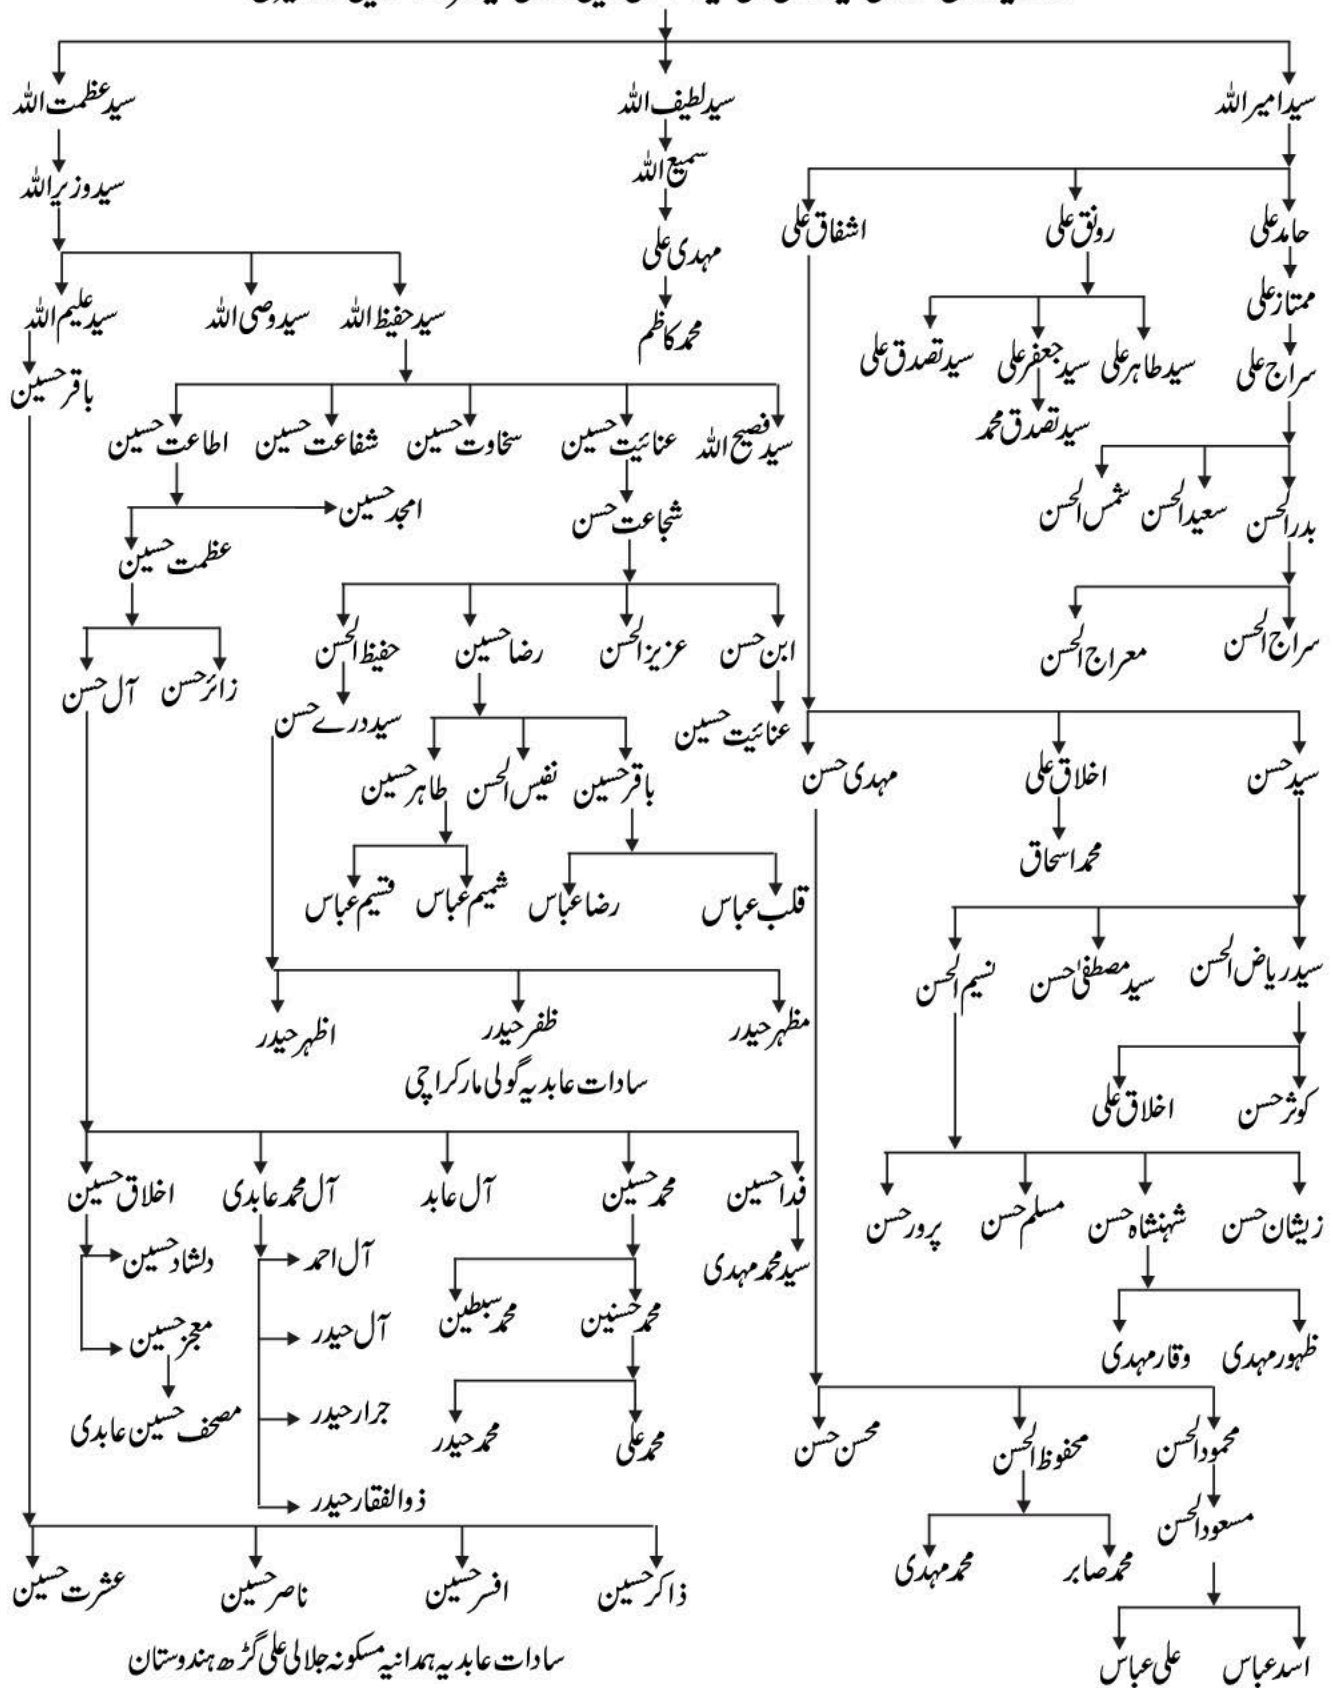 سید امیر اللہ سید لطیف اللہ سید عظمت اللہ
سمیع اللہ
سید وزیر اللہ
حامد علی رونق علی اشفاق علی
مہدی علی
ممتاز علی
سید حفیظ اللہ سید وصی اللہ سید علیم اللہ
محمد کاظم
سید طاہر علی سید جعفر علی سید تصدق علی
سراج علی
باقر حسین
سید تصدق محمد
سید فصیح اللہ عنائیت حسین سخاوت حسین شفاعت حسین اطاعت حسین
بدر الحسن سعید الحسن شمس الحسن
شجاعت حسن
امجد حسین
عظمت حسین
سراج الحسن معراج الحسن
ابن حسن عزیز الحسن رضا حسین حفیظ الحسن
زائر حسن آل حسن
عنائیت حسین
سید درے حسن
سید حسن اخلاق علی مہدی حسن
باقر حسین نفیس الحسن طاہر حسین
محمد اسحاق
قلب عباس رضا عباس شمیم عباس قسیم عباس
سید ریاض الحسن سید مصطفیٰ حسن نسیم الحسن
مظہر حیدر ظفر حیدر اظہر حیدر
سادات عابدیہ گولی مار کراچی
کوثر حسن اخلاق علی
فدا حسین محمد حسین آل عابد آل محمد عابدی اخلاق حسین
زیشان حسن شہنشاہ حسن مسلم حسن پرور حسن
سید محمد مہدی
آل احمد
دلشاد حسین
محمد حسنین محمد سبطین
آل حیدر
معجز حسین
ظہور مہدی وقار مہدی
جرار حیدر
مصحف حسین عابدی
محمد علی محمد حیدر
محمود الحسن محفوظ الحسن محسن حسن
ذوالفقار حیدر
مسعود الحسن
محمد صابر محمد مہدی
ذاکر حسین افسر حسین ناصر حسین عشرت حسین
اسد عباس علی عباس
سادات عابدیہ ہمدانیہ مسکونہ جلالی علی گڑھ ہندوستان